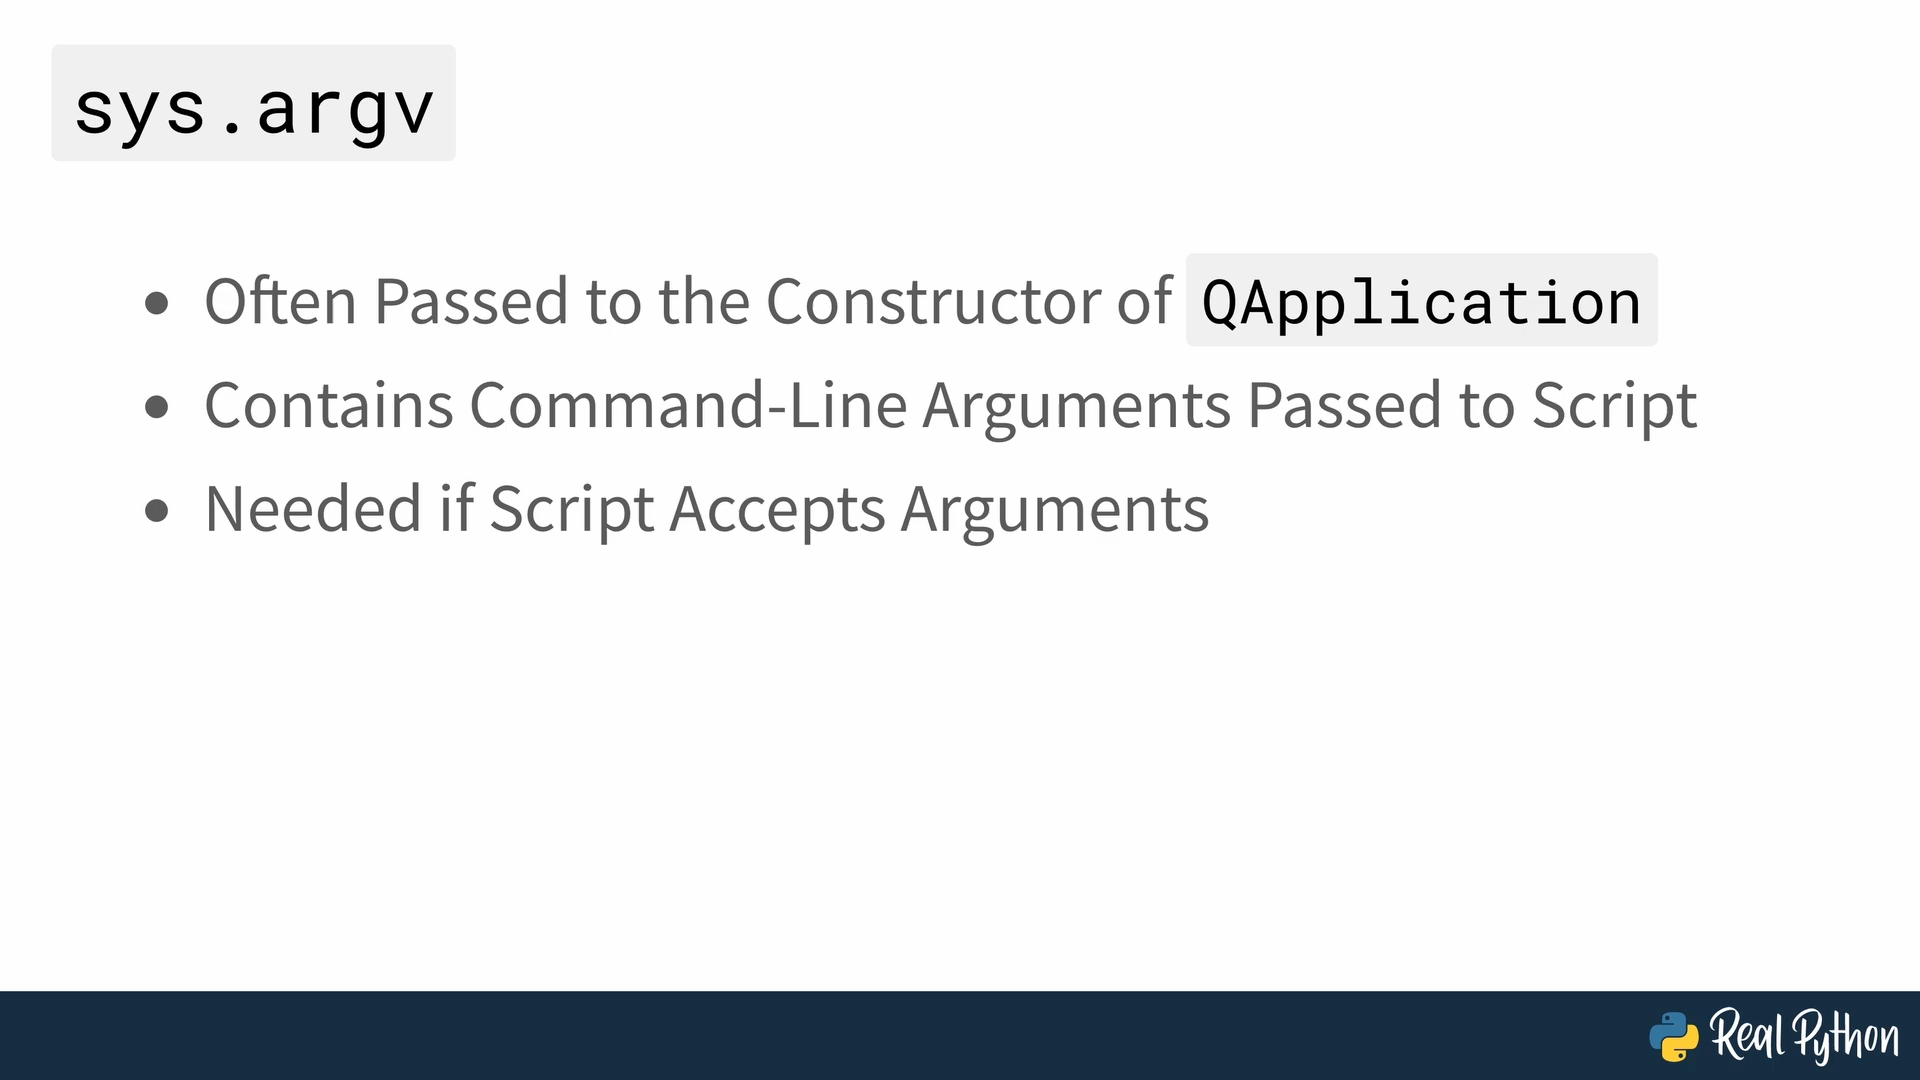 sys.argv
• Often Passed to the Constructor of QApplication
• Contains Command-Line Arguments Passed to Script
• Needed if Script Accepts Arguments
Real Python